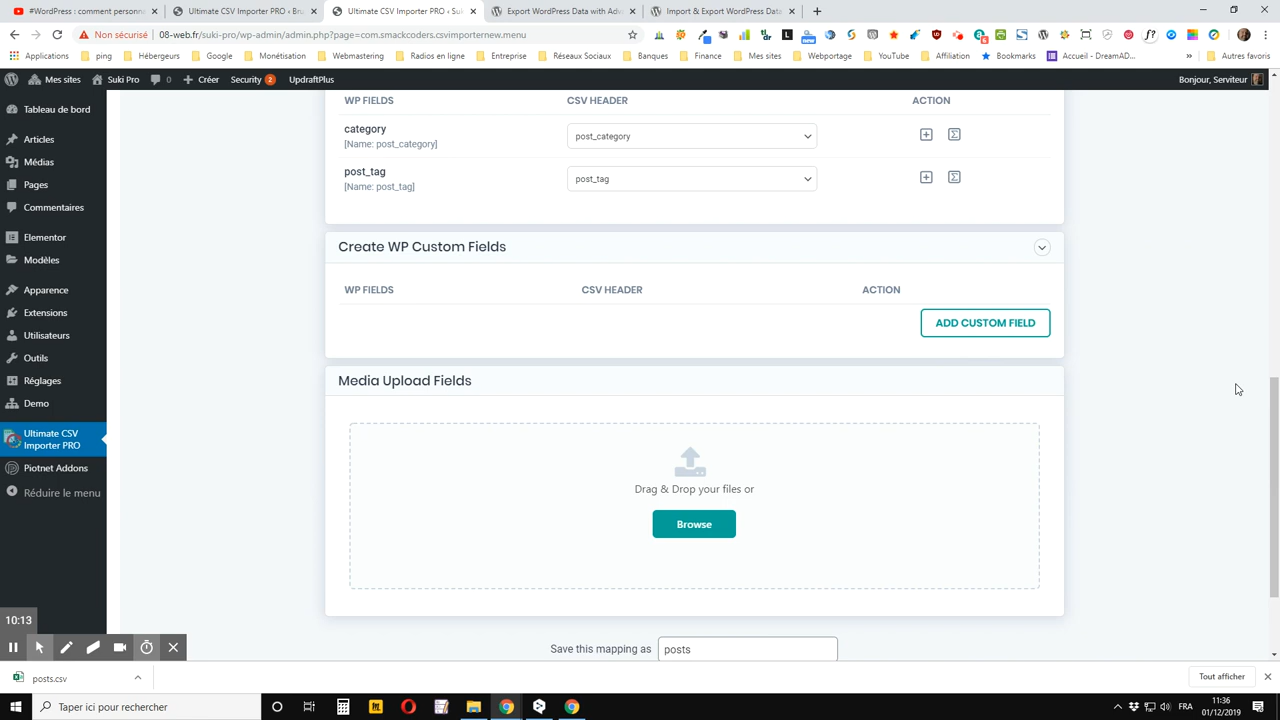 #WordPress : comment personna
Ultimate CSV Importer PRO ‹ Bru
Ultimate CSV Importer PRO ‹ Suk
Export WordPress Data with Adva
Import & Export WordPress Data
Non sécurisé
08-web.fr/suki-pro/wp-admin/admin.php?page=com.smackcoders.csvimporternew.menu
Applications
ping
Hébergeurs
Google
Monétisation
Webmastering
Radios en ligne
Entreprise
Réseaux Sociaux
Banques
Finance
Mes sites
Webportage
YouTube
Affiliation
Bookmarks
Accueil - DreamAD...
»
Autres favoris
Mes sites
Suki Pro
0
Créer
Security 2
UpdraftPlus
Bonjour, Serviteur
Tableau de bord
Articles
Médias
Pages
Commentaires
Elementor
Modèles
Apparence
Extensions
Utilisateurs
Outils
Réglages
Demo
Ultimate CSV
Importer PRO
Piotnet Addons
Réduire le menu
WP FIELDS
CSV HEADER
ACTION
category
[Name: post_category]
post_category
post_tag
[Name: post_tag]
post_tag
Create WP Custom Fields
WP FIELDS
CSV HEADER
ACTION
ADD CUSTOM FIELD
Media Upload Fields
Drag & Drop your files or
Browse
Save this mapping as
posts
10:13
posts.csv
Tout afficher
Taper ici pour rechercher
FRA
11:36
01/12/2019